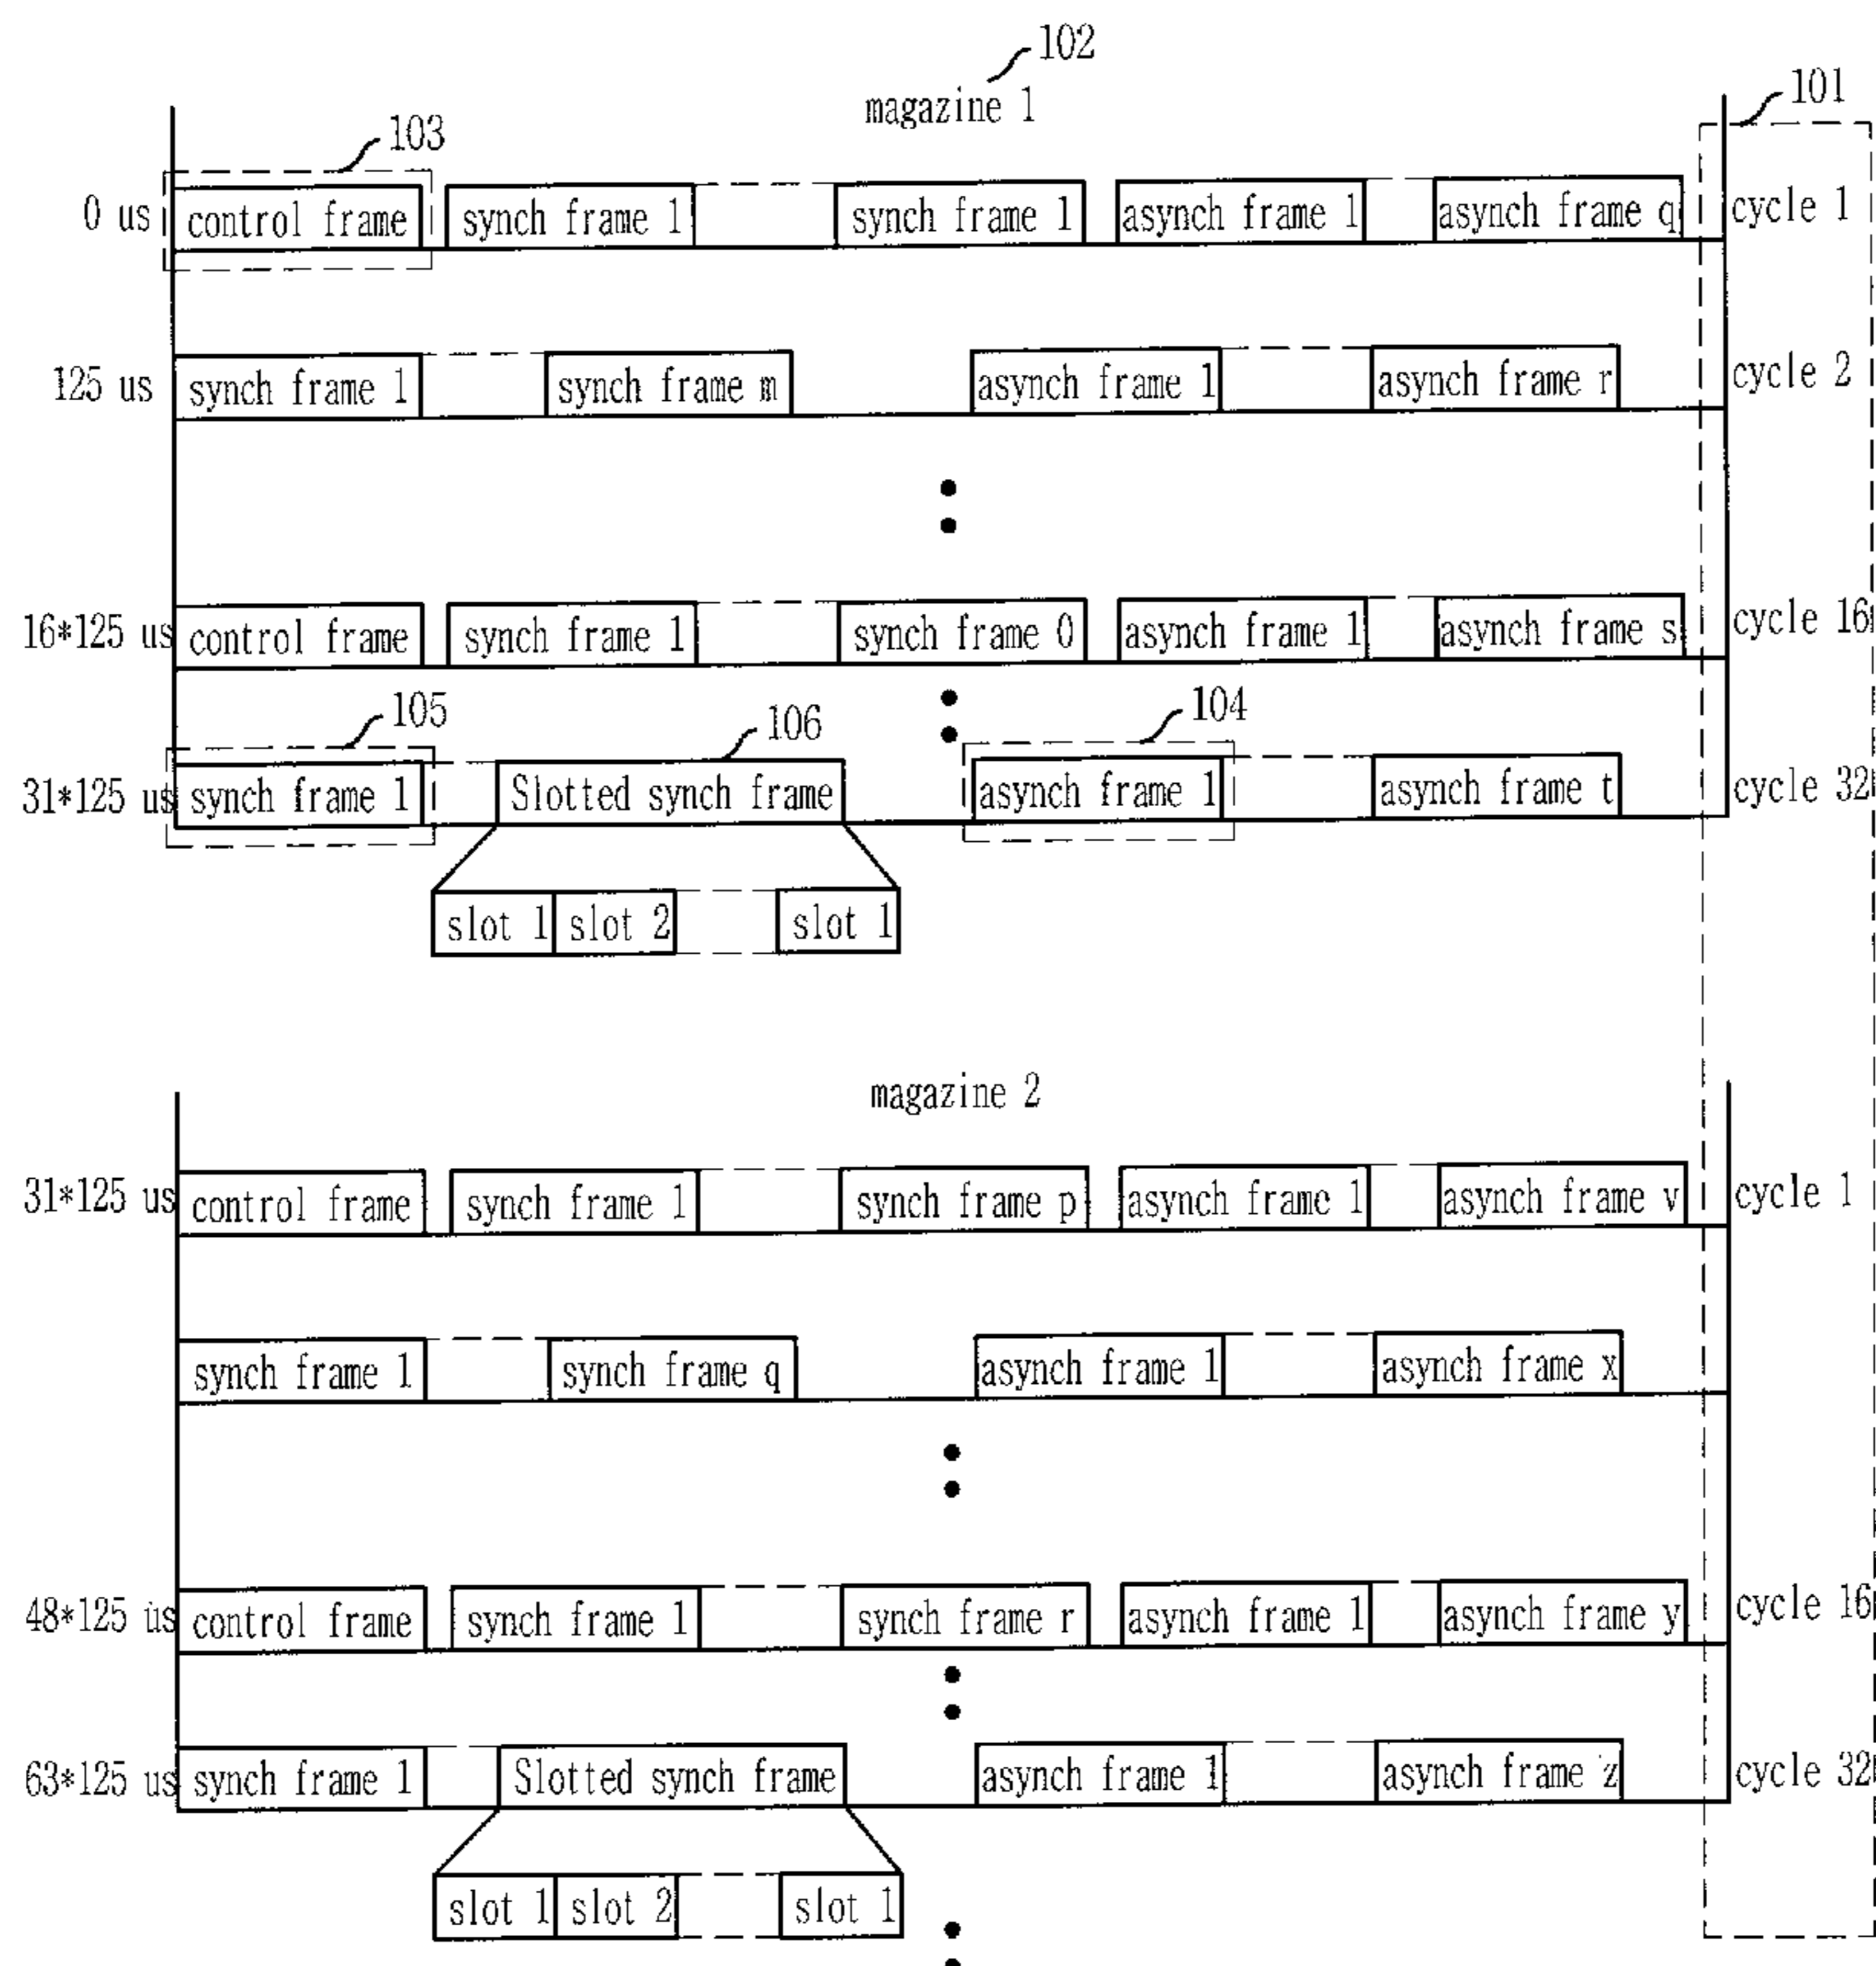 102
magazine 1
101
103
0 us control frame synch frame 1 synch frame 1 asynch frame 1 asynch frame q cycle 1
125 us synch frame 1 synch frame m asynch frame 1 asynch frame r cycle 2
16*125 us control frame synch frame 1 synch frame 0 asynch frame 1 asynch frame s cycle 16
105 106 104
31*125 us synch frame 1 Slotted synch frame asynch frame 1 asynch frame t cycle 32
slot 1 slot 2 slot 1
magazine 2
31*125 us control frame synch frame 1 synch frame p asynch frame 1 asynch frame v cycle 1
synch frame 1 synch frame q asynch frame 1 asynch frame x
48*125 us control frame synch frame 1 synch frame r asynch frame 1 asynch frame y cycle 16
63*125 us synch frame 1 Slotted synch frame asynch frame 1 asynch frame z cycle 32
slot 1 slot 2 slot 1